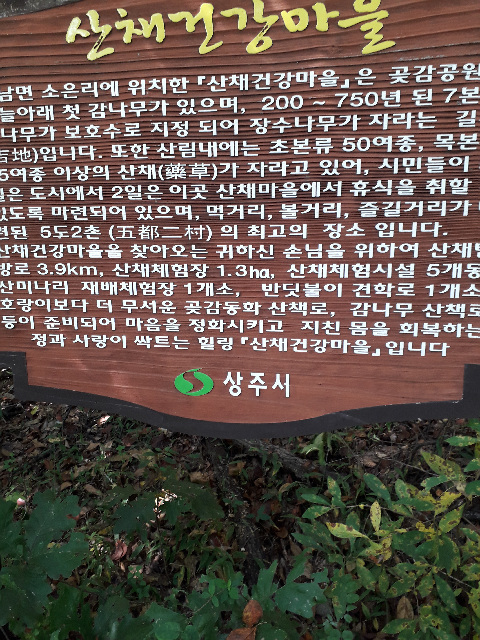 산채건강마을
남면 소은리에 위치한 『산채건강마을』은 곶감공원
늘아래 첫 감나무가 있으며, 200 ~ 750년 된 7본
나무가 보호수로 지정 되어 장수나무가 자라는 길
吉地)입니다. 또한 산림내에는 초본류 50여종, 목본
5여종 이상의 산채(藥草)가 자라고 있어, 시민들이
일은 도시에서 2일은 이곳 산채마을에서 휴식을 취할
있도록 마련되어 있으며, 먹거리, 볼거리, 즐길거리가
련된 5도2촌 (五都二村) 의 최고의 장소 입니다.
산채건강마을을 찾아오는 귀하신 손님을 위하여 산채탐
방로 3.9km, 산채체험장 1.3ha, 산채체험시설 5개동
산미나리 재배체험장 1개소, 반딧불이 견학로 1개소
호랑이보다 더 무서운 곶감동화 산책로, 감나무 산책로
등이 준비되어 마음을 정화시키고 지친 몸을 회복하는
정과 사랑이 싹트는 힐링 『산채건강마을』입니다
상주시